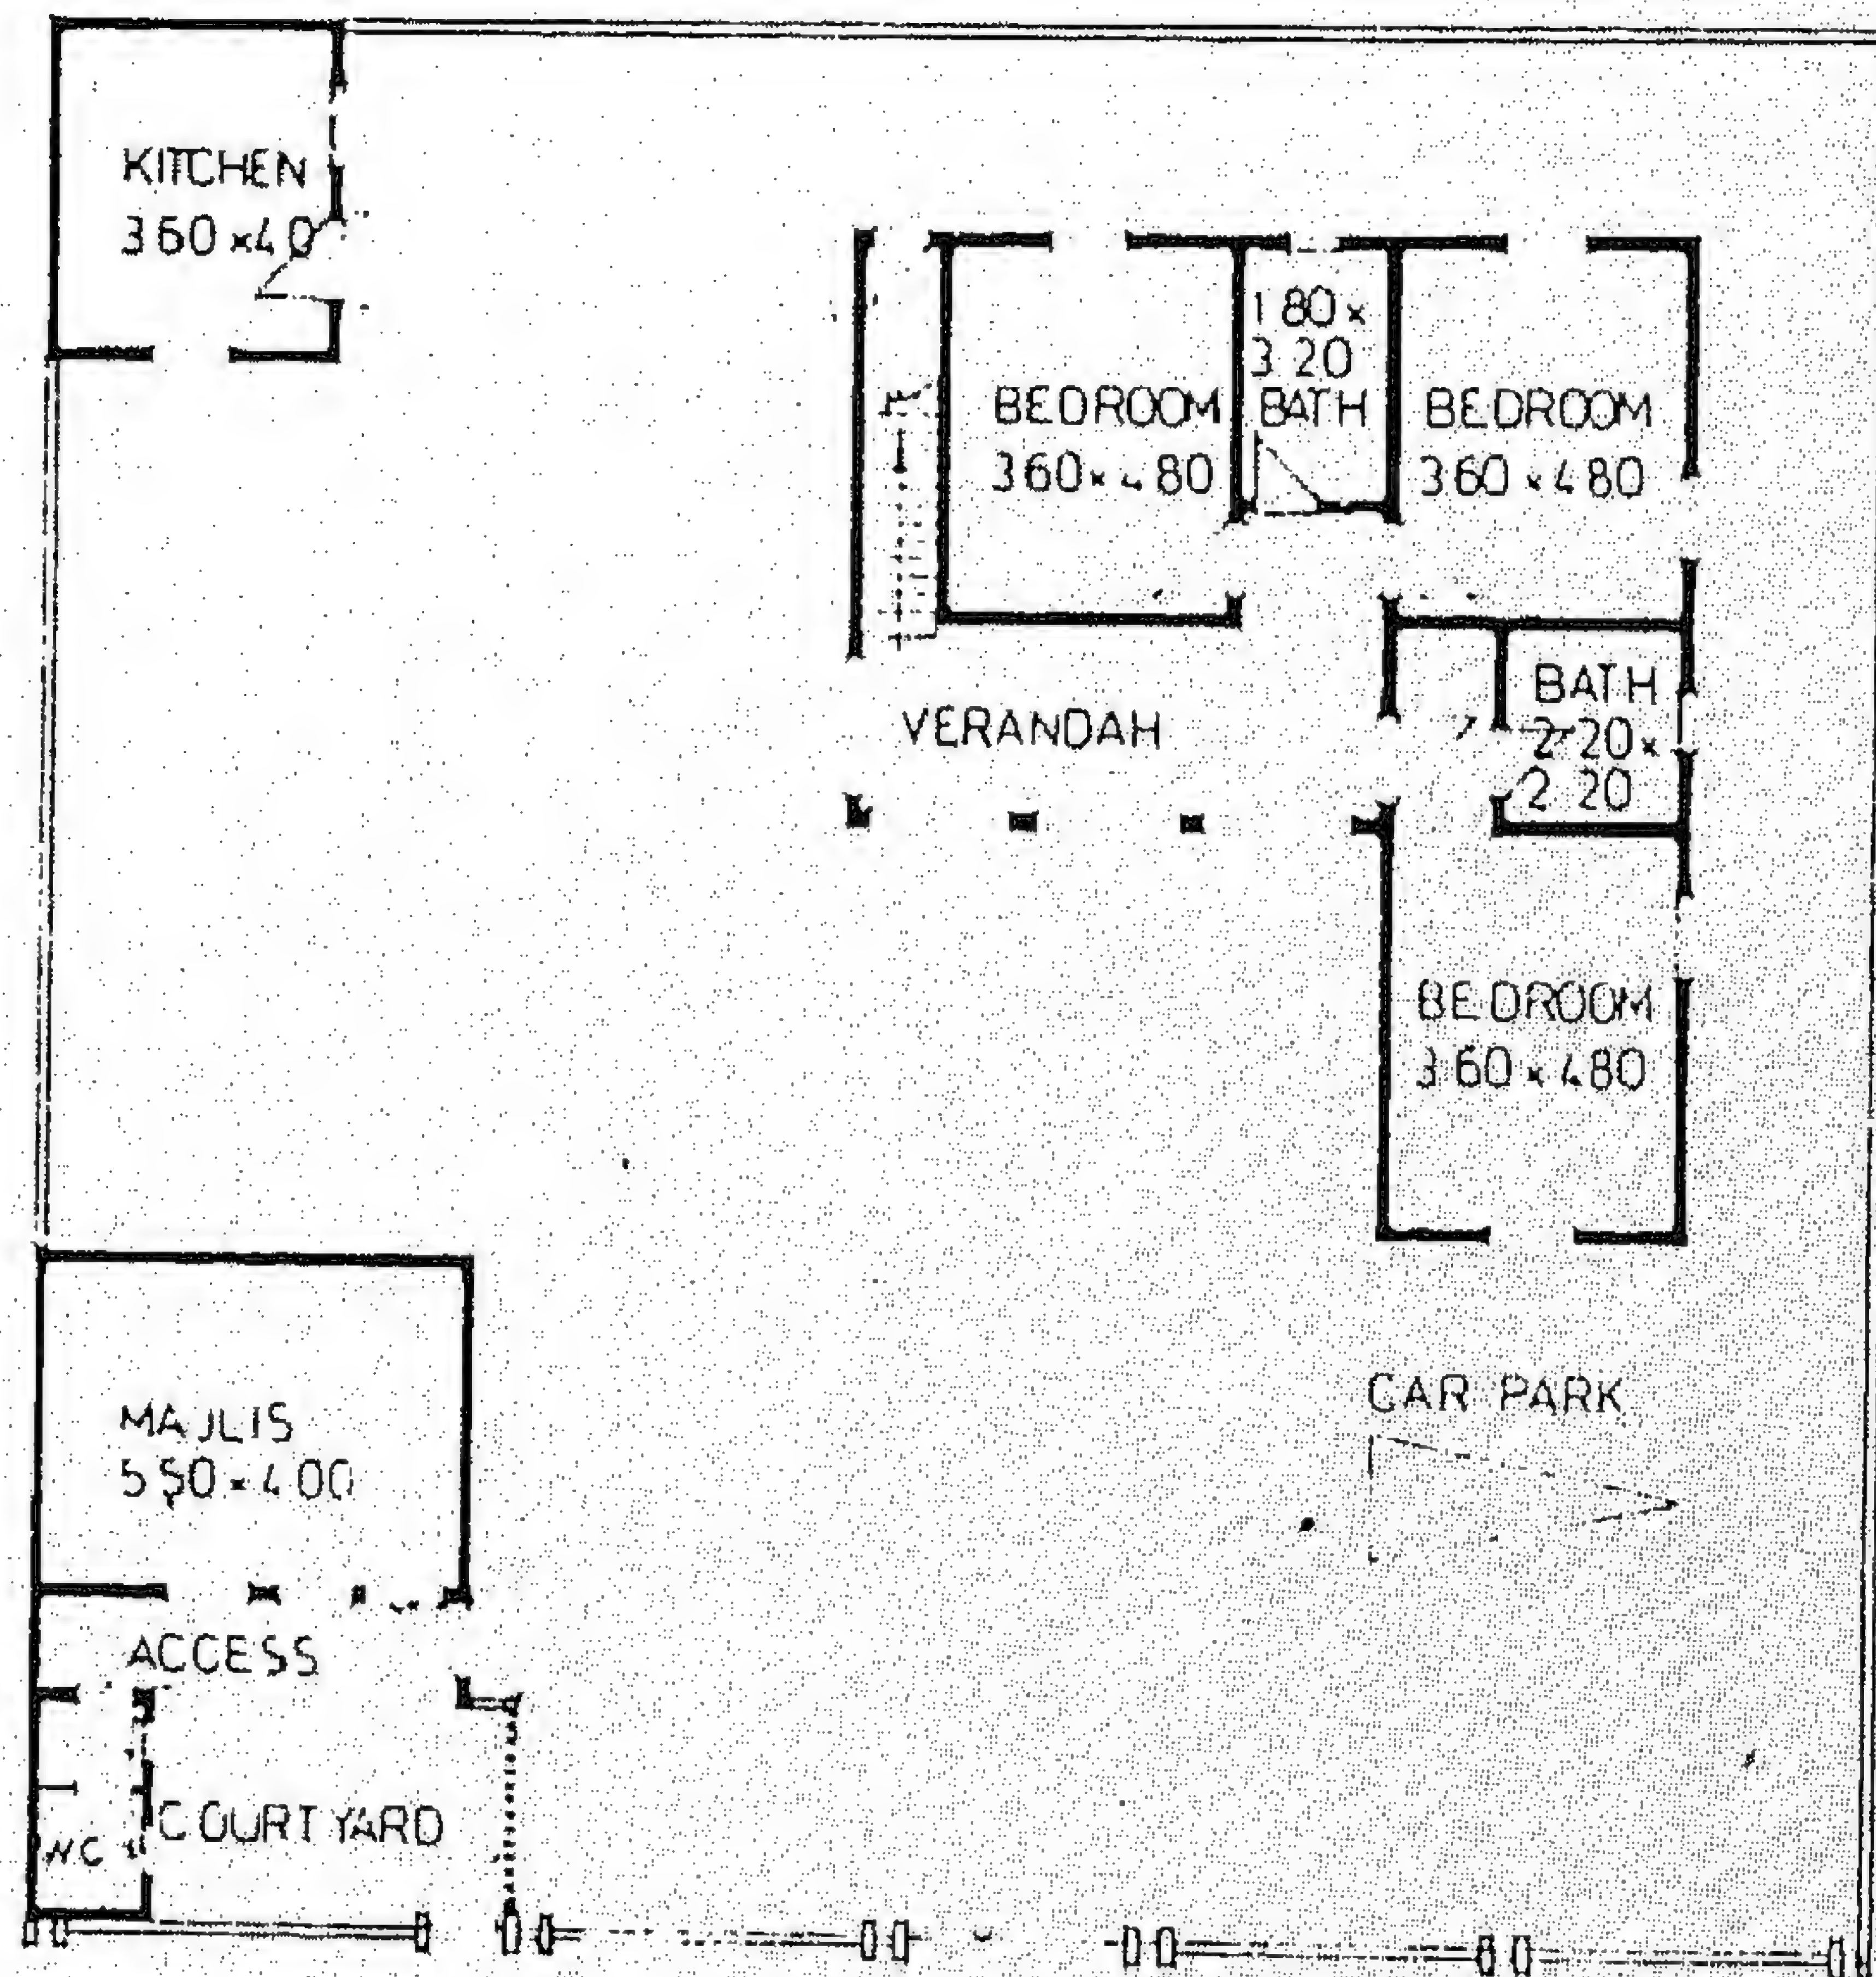 KITCHEN
3 60 x 4 0
1 80 x
3 20
BATH
BEDROOM
3 60 x 4 80
BEDROOM
3 60 x 4 80
BATH
2 20 x
2 20
VERANDAH
BEDROOM
3 60 x 4 80
CAR PARK
MAJLIS
5 50 x 4 00
ACCESS
COURT YARD
WC